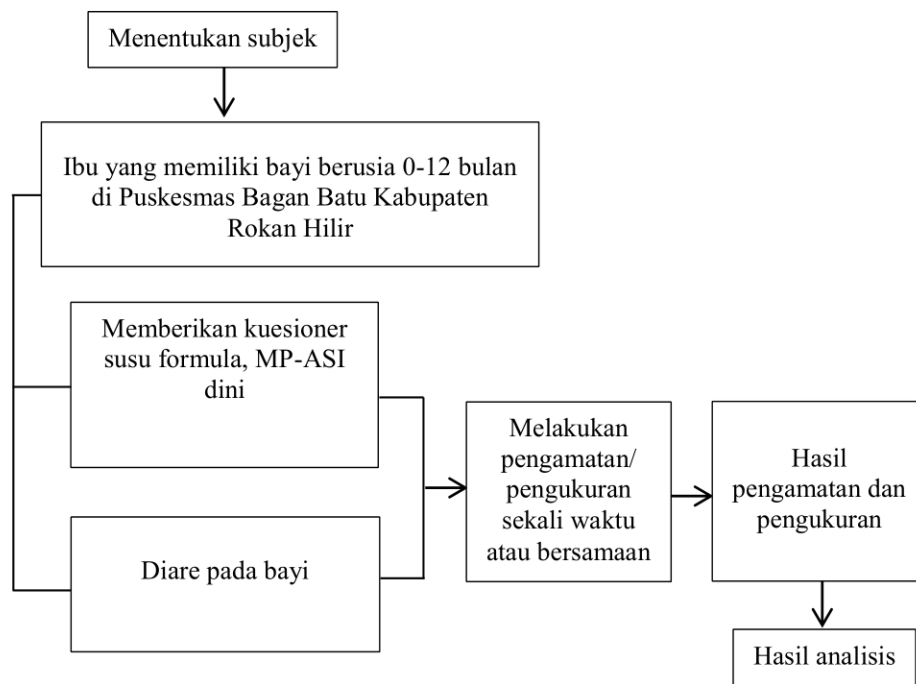 Menentukan subjek
Ibu yang memiliki bayi berusia 0-12 bulan
di Puskesmas Bagan Batu Kabupaten
Rokan Hilir
Memberikan kuesioner
susu formula, MP-ASI
dini
Diare pada bayi
Melakukan
pengamatan/
pengukuran
sekali waktu
atau bersamaan
Hasil
pengamatan dan
pengukuran
Hasil analisis